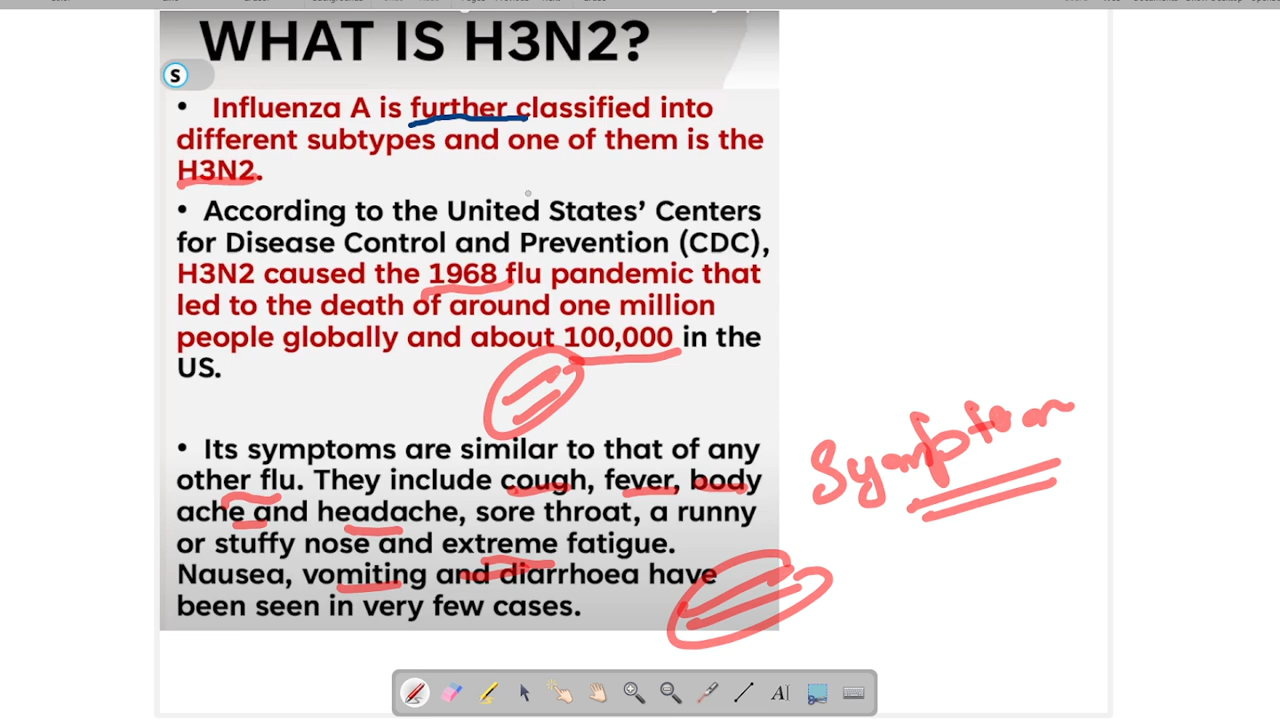 WHAT IS H3N2?
S
• Influenza A is further classified into
different subtypes and one of them is the
H3N2.
• According to the United States’ Centers
for Disease Control and Prevention (CDC),
H3N2 caused the 1968 flu pandemic that
led to the death of around one million
people globally and about 100,000 in the
US.
• Its symptoms are similar to that of any
other flu. They include cough, fever, body
ache and headache, sore throat, a runny
or stuffy nose and extreme fatigue.
Nausea, vomiting and diarrhoea have
been seen in very few cases.
AI